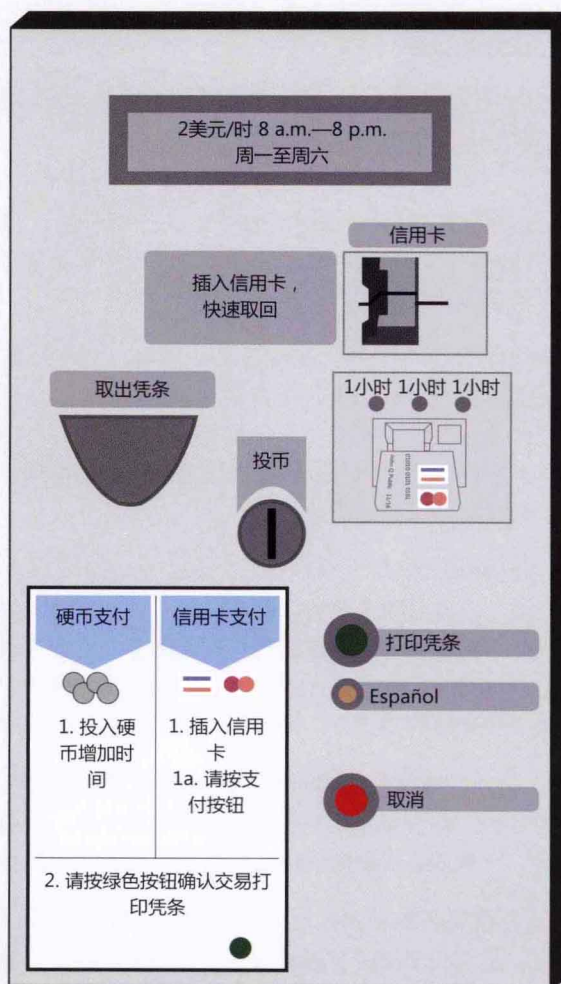 2美元/时 8 a.m.—8 p.m.
周一至周六
信用卡
插入信用卡，
快速取回
取出凭条
1小时 1小时 1小时
投币
硬币支付
信用卡支付
1. 投入硬
币增加时
间
1. 插入信用
卡
1a. 请按支
付按钮
2. 请按绿色按钮确认交易打
印凭条
打印凭条
Español
取消